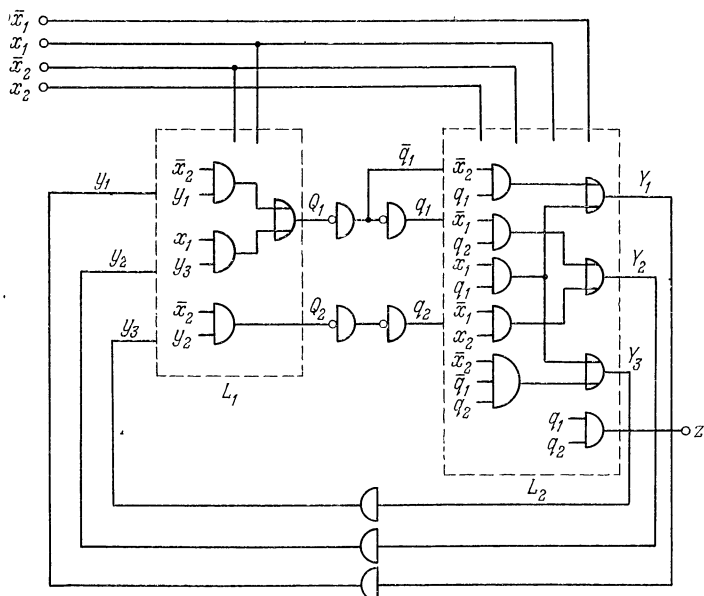 x̄₁
x₁
x̄₂
x₂
y₁
y₂
y₃
x̄₂
y₁
x₁
y₃
x̄₂
y₂
L₁
Q₁
Q₂
q̄₁
q₁
q₂
x̄₂
q₁
x̄₁
q₂
x₁
q₁
x̄₁
x₂
x̄₂
q̄₁
q₂
q₁
q₂
L₂
Y₁
Y₂
Y₃
z